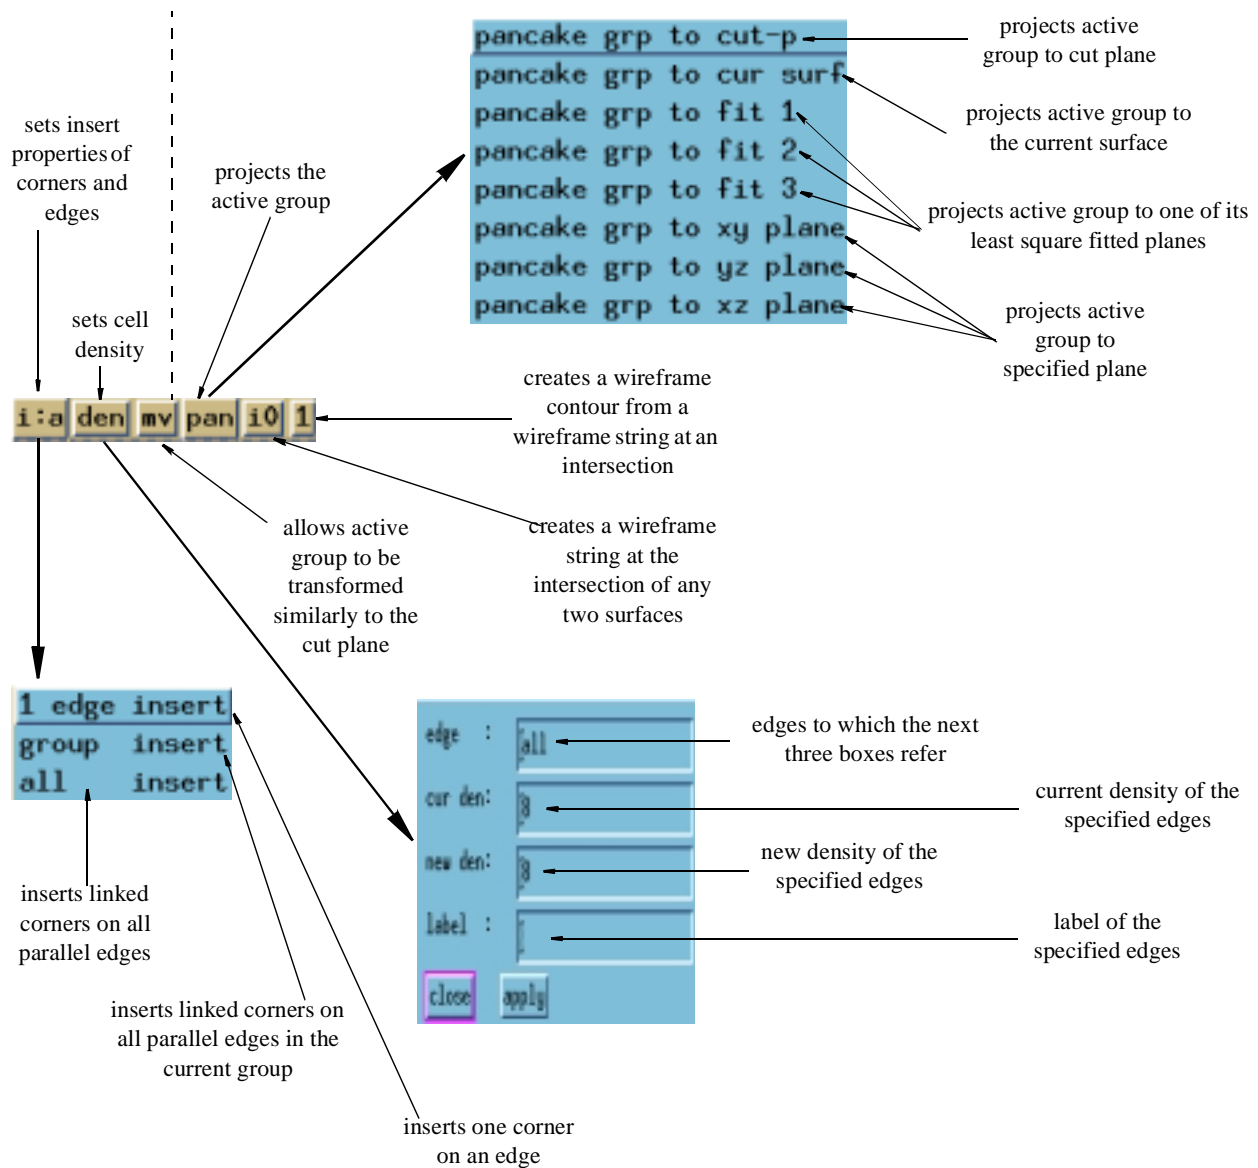 pancake grp to cut-p
pancake grp to cur surf
pancake grp to fit 1
pancake grp to fit 2
pancake grp to fit 3
pancake grp to xy plane
pancake grp to yz plane
pancake grp to xz plane
projects active
group to cut plane
projects active group to
the current surface
projects active group to one of its
least square fitted planes
projects active
group to
specified plane
sets insert
properties of
corners and
edges
projects the
active group
sets cell
density
i:a den mv pan i0 1
creates a wireframe
contour from a
wireframe string at an
intersection
allows active
group to be
transformed
similarly to the
cut plane
creates a wireframe
string at the
intersection of any
two surfaces
1 edge insert
group insert
all insert
inserts linked
corners on all
parallel edges
inserts linked corners on
all parallel edges in the
current group
inserts one corner
on an edge
edge : all
cur den: 8
new den: 8
label :
close apply
edges to which the next
three boxes refer
current density of the
specified edges
new density of the
specified edges
label of the
specified edges